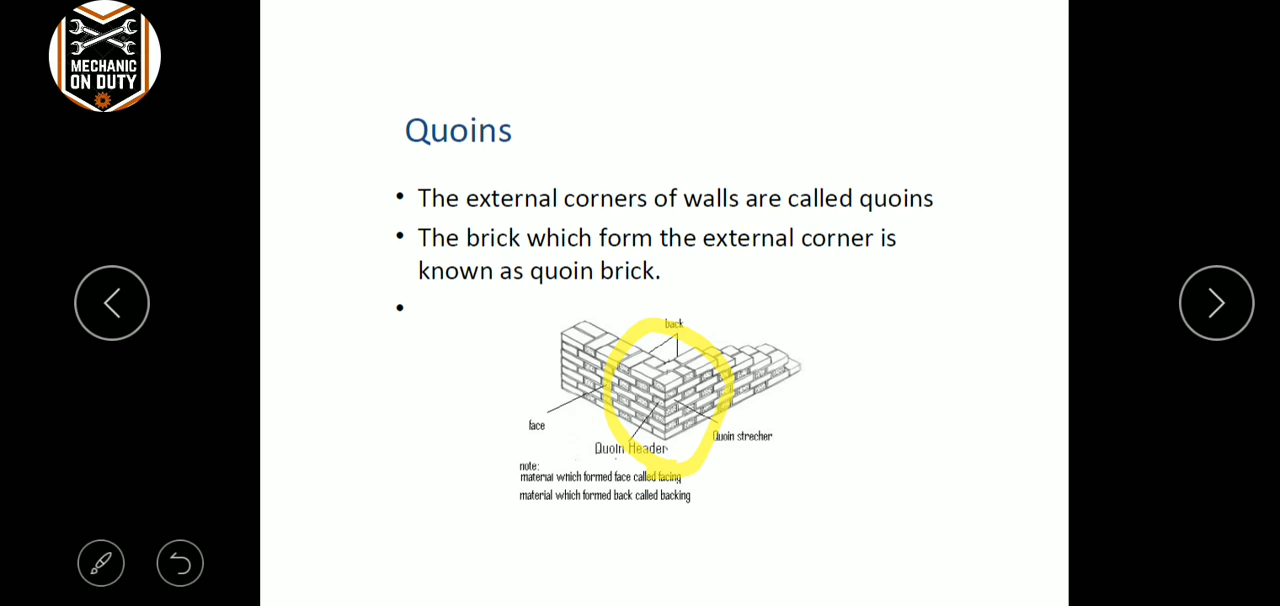 MECHANIC
ON DUTY
Quoins
• The external corners of walls are called quoins
• The brick which form the external corner is
known as quoin brick.
•
back
face
Quoin strecher
Quoin Header
note:
material which formed face called facing
material which formed back called backing